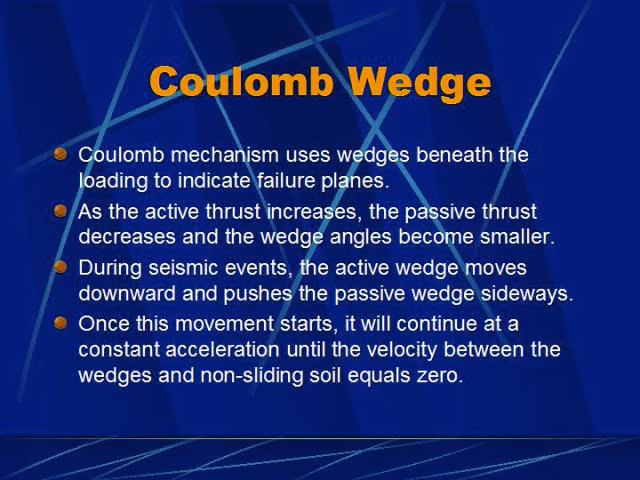 Coulomb Wedge
Coulomb mechanism uses wedges beneath the
loading to indicate failure planes.
As the active thrust increases, the passive thrust
decreases and the wedge angles become smaller.
During seismic events, the active wedge moves
downward and pushes the passive wedge sideways.
Once this movement starts, it will continue at a
constant acceleration until the velocity between the
wedges and non-sliding soil equals zero.